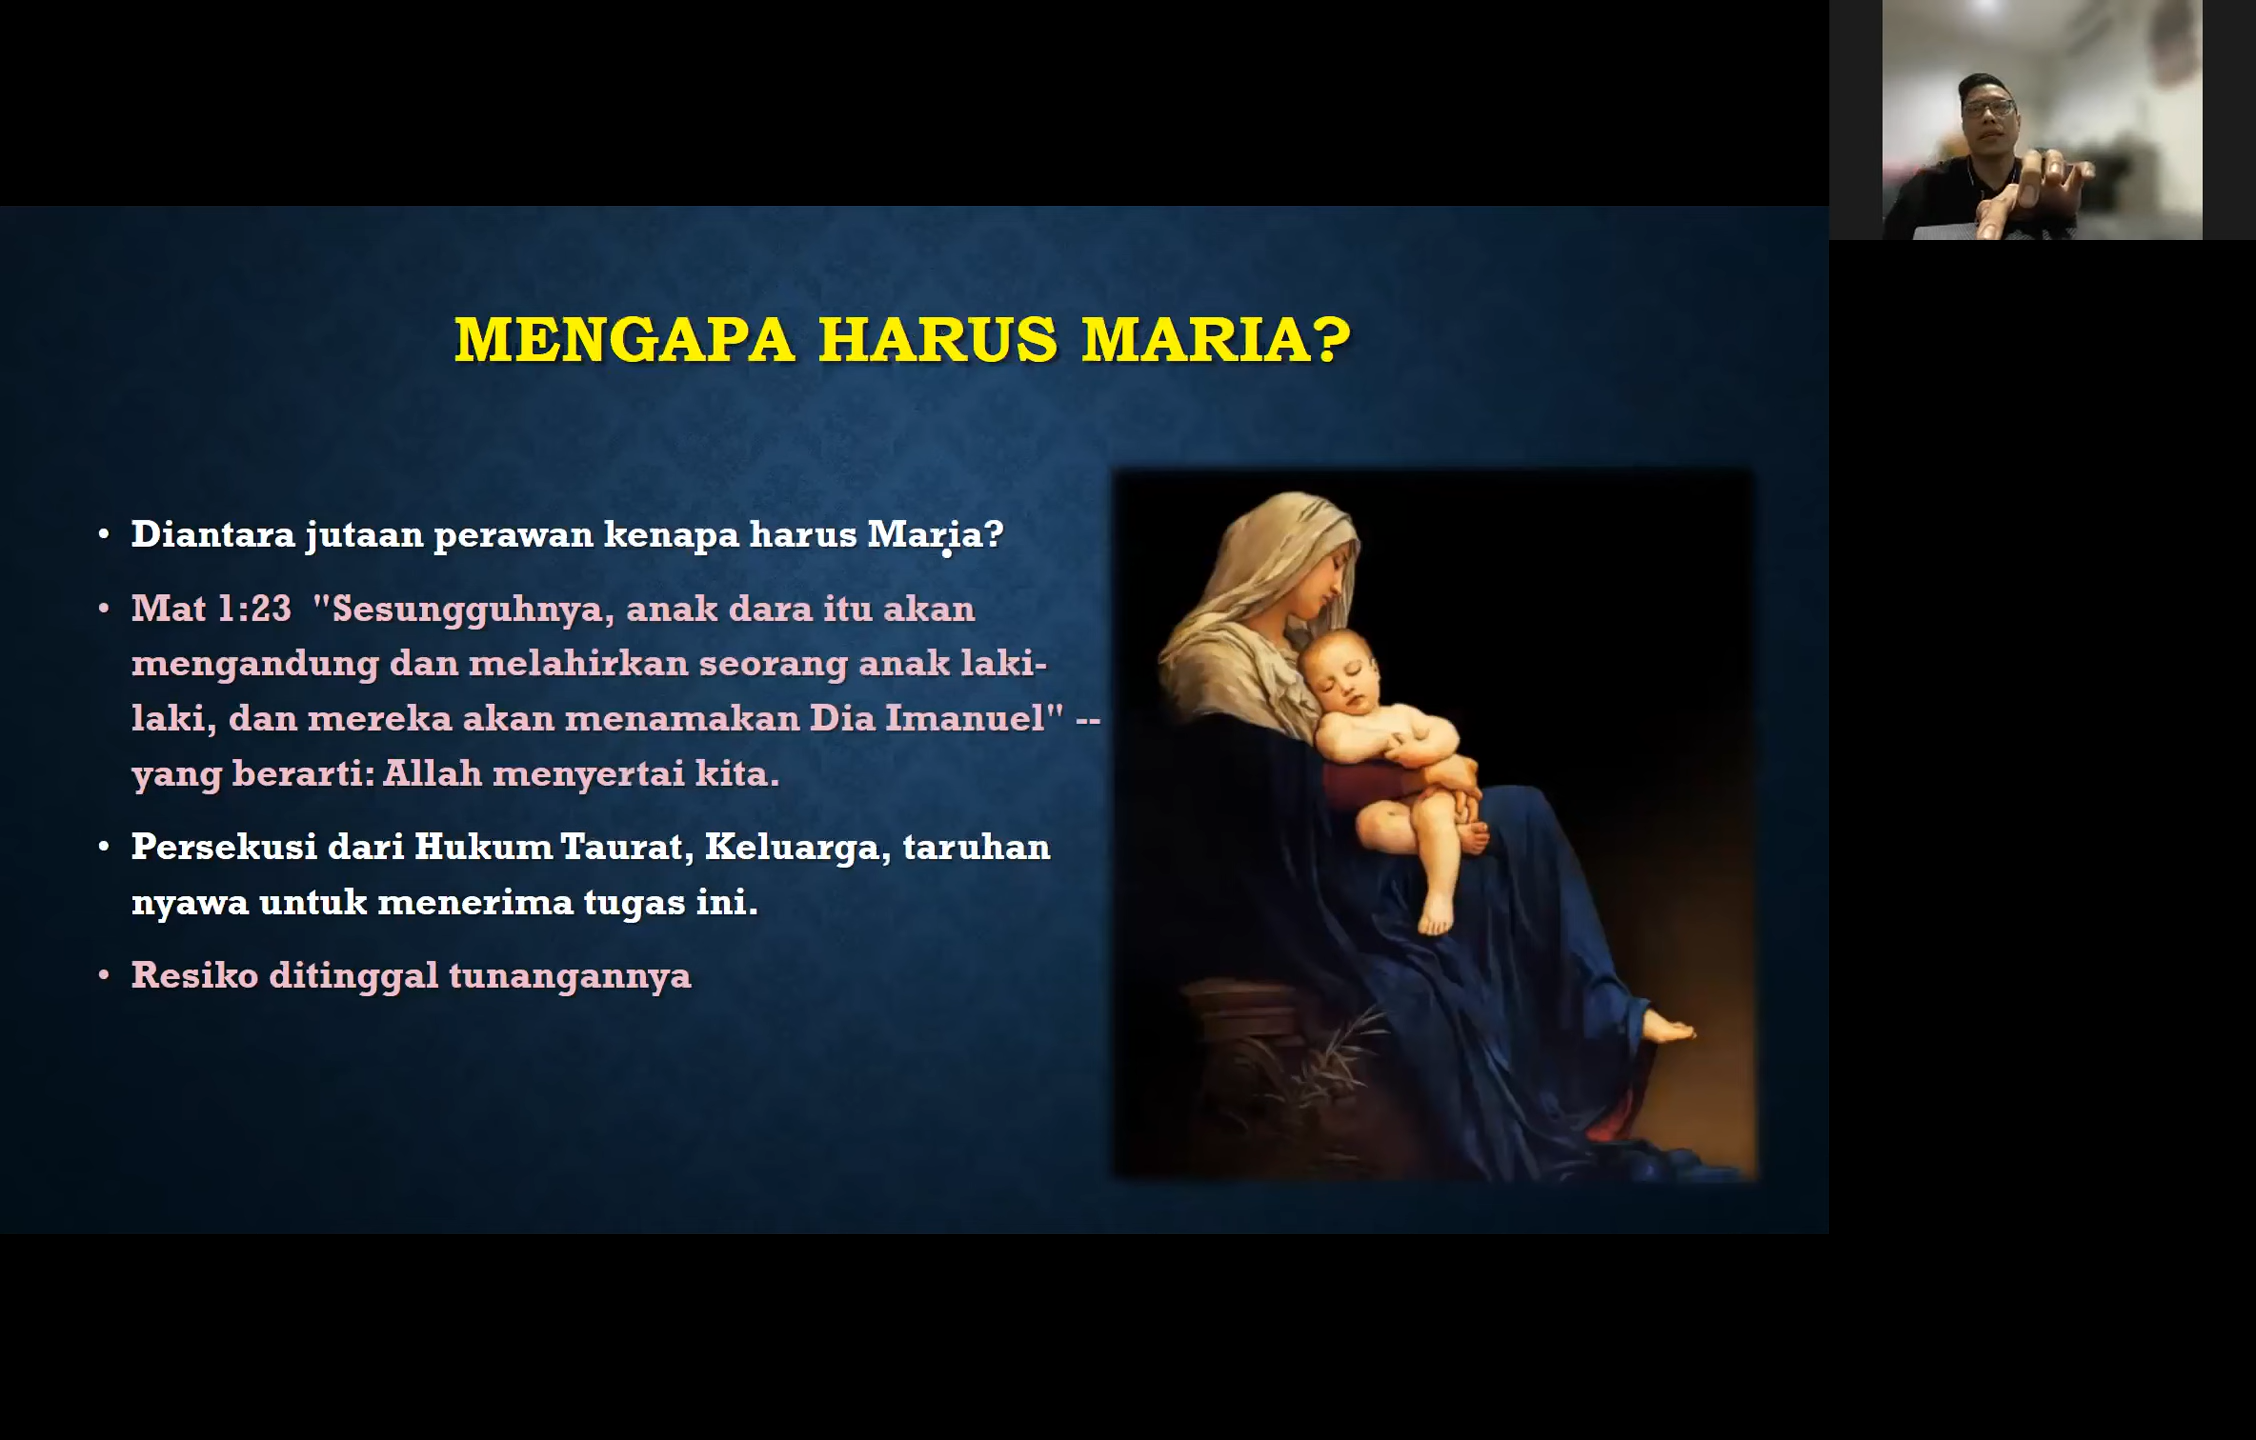 MENGAPA HARUS MARIA?
• Diantara jutaan perawan kenapa harus Maria?
• Mat 1:23  "Sesungguhnya, anak dara itu akan
mengandung dan melahirkan seorang anak laki-
laki, dan mereka akan menamakan Dia Imanuel" --
yang berarti: Allah menyertai kita.
• Persekusi dari Hukum Taurat, Keluarga, taruhan
nyawa untuk menerima tugas ini.
• Resiko ditinggal tunangannya